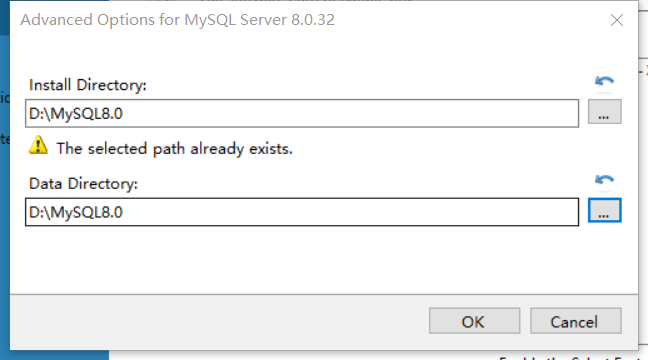 Advanced Options for MySQL Server 8.0.32
Install Directory:
D:\MySQL8.0
...
The selected path already exists.
Data Directory:
D:\MySQL8.0
...
OK
Cancel